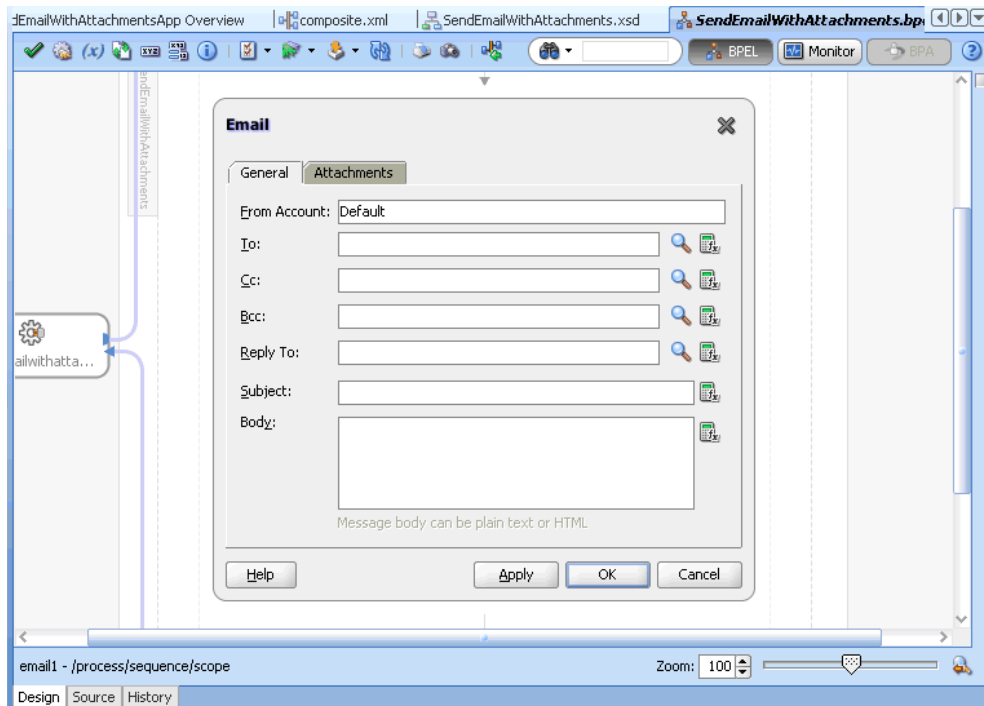 dEmailWithAttachmentsApp Overview composite.xml SendEmailWithAttachments.xsd SendEmailWithAttachments.bpe
(x) XYZ BPEL Monitor BPA
endEmailWithAttachments
Email
General Attachments
From Account: Default
To:
Cc:
Bcc:
Reply To:
ailwithatta...
Subject:
Body:
Message body can be plain text or HTML
Help Apply OK Cancel
email1 - /process/sequence/scope Zoom: 100
Design Source History